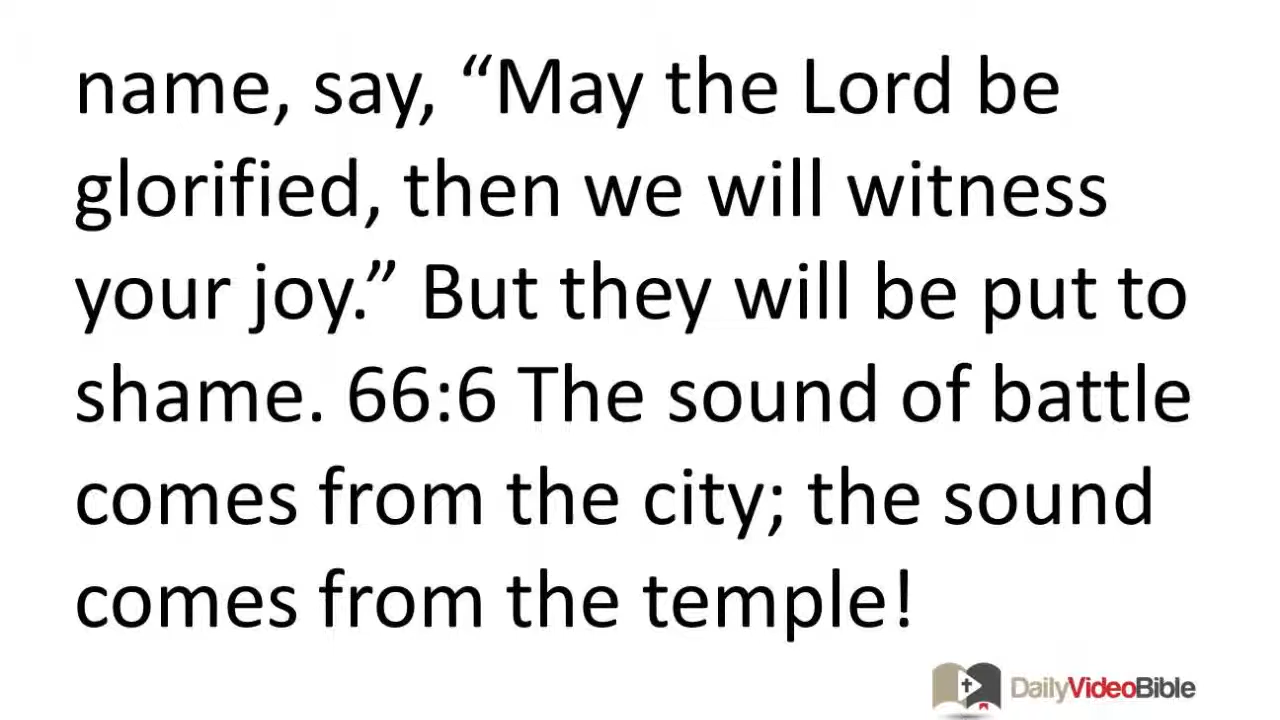 name, say, “May the Lord be
glorified, then we will witness
your joy.” But they will be put to
shame. 66:6 The sound of battle
comes from the city; the sound
comes from the temple!
DailyVideoBible